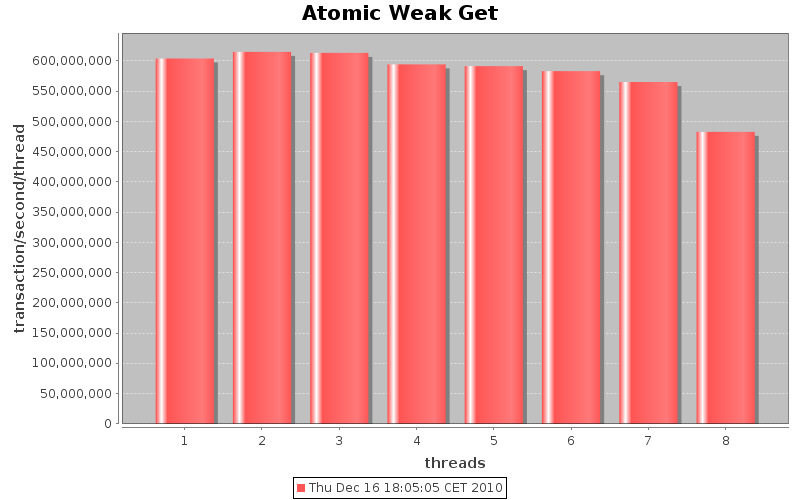 Atomic Weak Get
transaction/second/thread
600,000,000
550,000,000
500,000,000
450,000,000
400,000,000
350,000,000
300,000,000
250,000,000
200,000,000
150,000,000
100,000,000
50,000,000
0
1 2 3 4 5 6 7 8
threads
Thu Dec 16 18:05:05 CET 2010